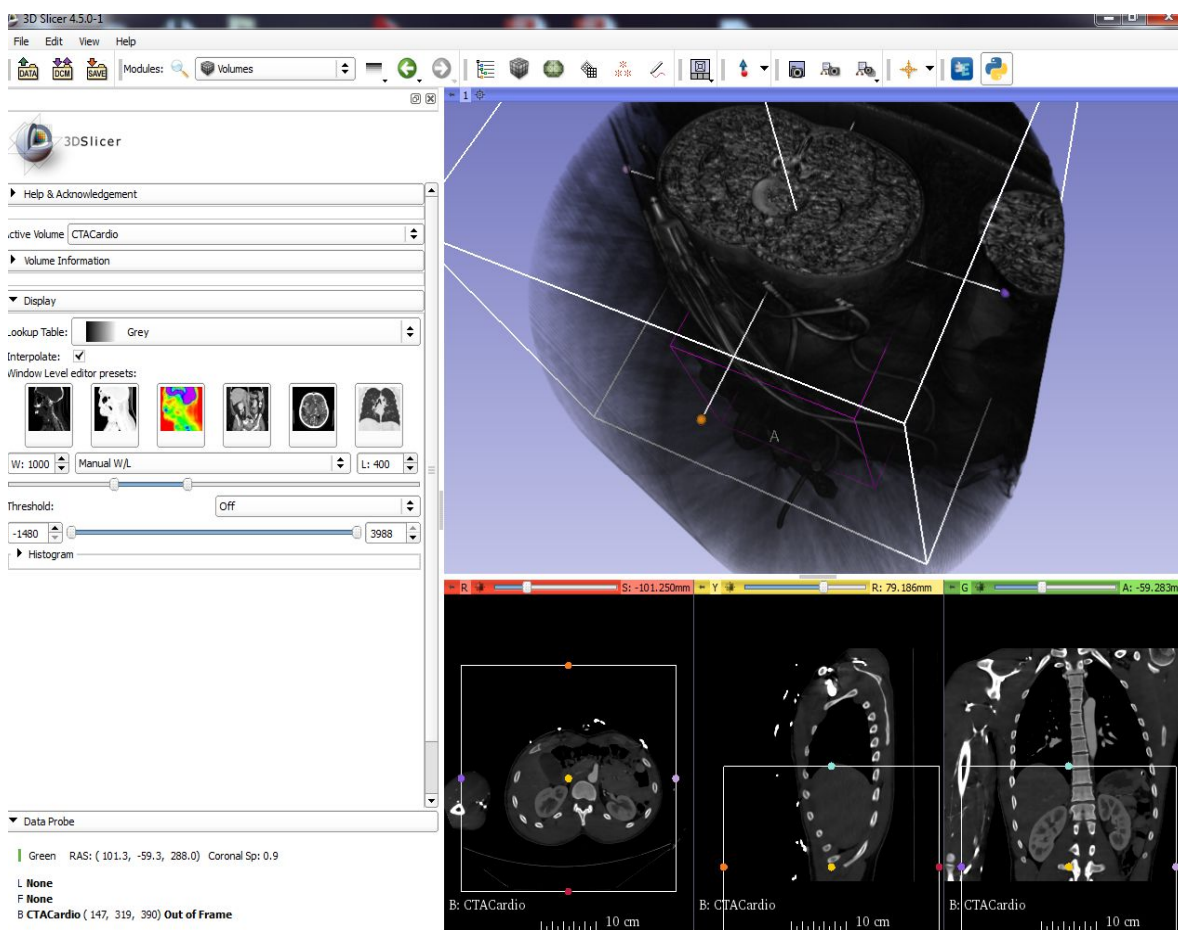 3D Slicer 4.5.0-1
File Edit View Help
DATA DCM SAVE Modules: Volumes
1
3DSlicer
Help & Acknowledgement
Active Volume CTACardio
Volume Information
Display
Lookup Table: Grey
Interpolate:
Window Level editor presets:
W: 1000 Manual W/L L: 400
Threshold: Off
-1480 3988
Histogram
A
R S: -101.250mm Y R: 79.186mm G A: -59.283m
B: CTACardio B: CTACardio B: CTACardio
10 cm 10 cm 10 cm
Data Probe
Green RAS: ( 101.3, -59.3, 288.0) Coronal Sp: 0.9
L None
F None
B CTACardio ( 147, 319, 390) Out of Frame